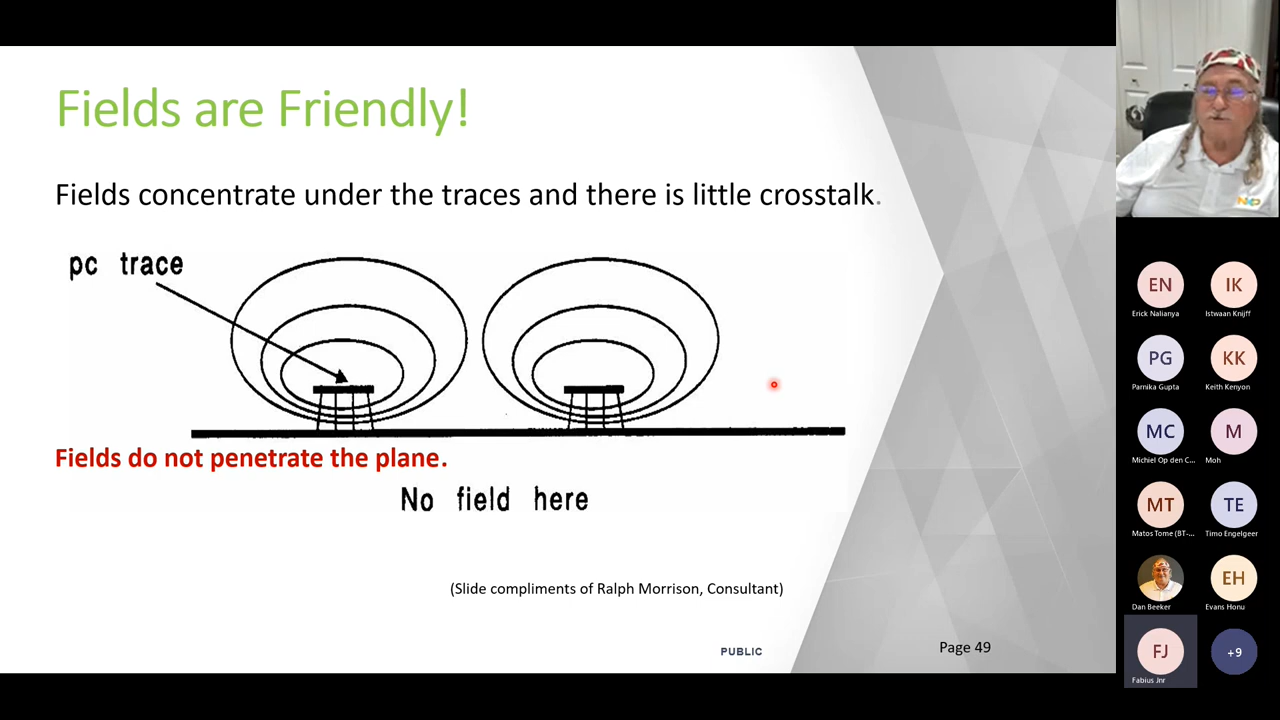 Fields are Friendly!
Fields concentrate under the traces and there is little crosstalk.
pc trace
Fields do not penetrate the plane.
No field here
(Slide compliments of Ralph Morrison, Consultant)
PUBLIC
Page 49
NXP
EN
IK
Erick Nalianya
Istwaan Knijff
PG
KK
Parnika Gupta
Keith Kenyon
MC
M
Michiel Op den C...
Moh
MT
TE
Matos Tome (BT-...
Timo Engelgeer
EH
Dan Beeker
Evans Honu
FJ
+9
Fabius Jnr